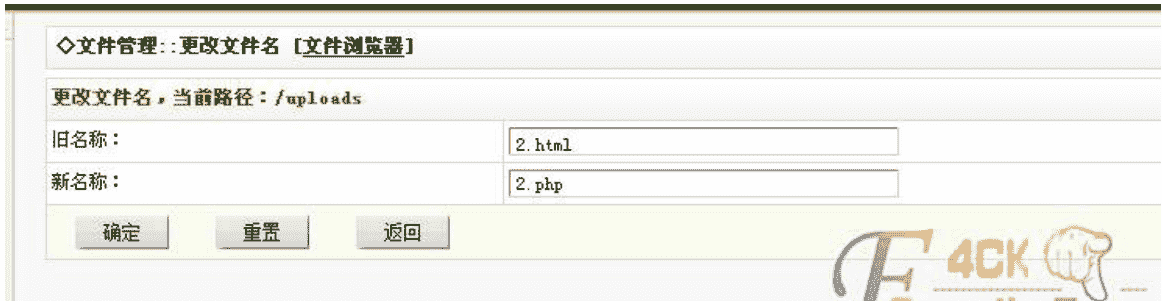 ◇文件管理::更改文件名 [文件浏览器]
更改文件名,当前路径:/uploads
旧名称: 2.html
新名称: 2.php
确定 重置 返回
F4CK